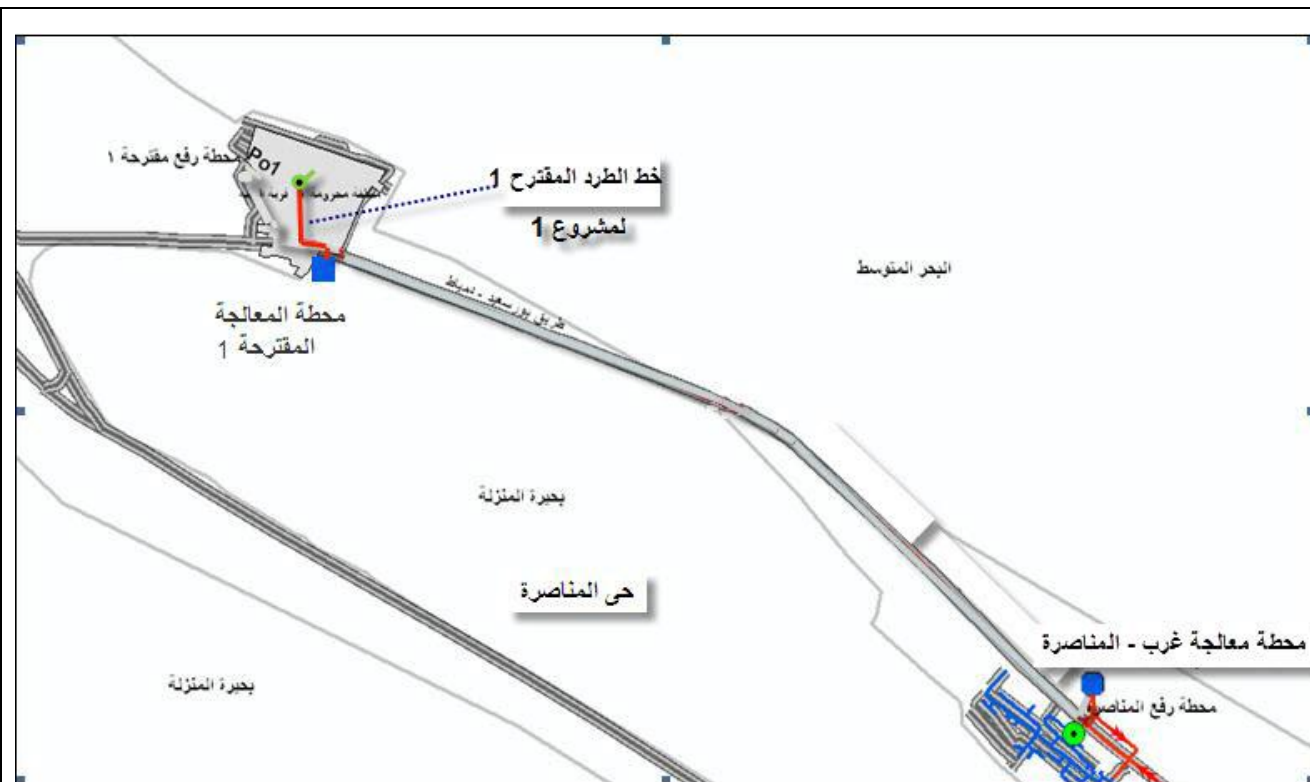 محطة رفع مقترحة ١
Po1
خط الطرد المقترح 1
لمشروع 1
البحر المتوسط
طريق بورسعيد - دمياط
محطة المعالجة
المقترحة 1
بحيرة المنزلة
حى المناصرة
محطة معالجة غرب - المناصرة
بحيرة المنزلة
محطة رفع المناصرة